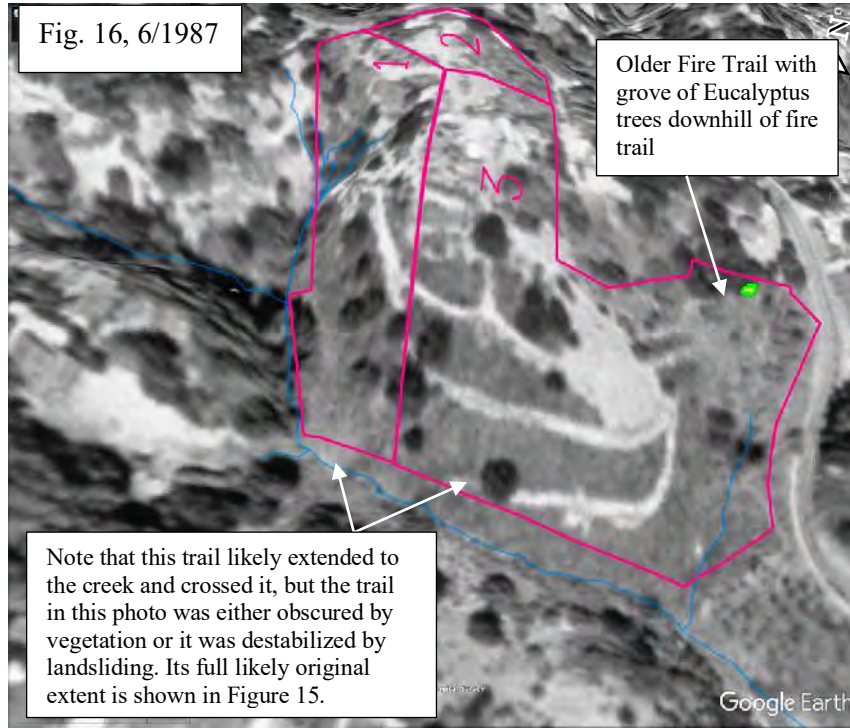 Fig. 16, 6/1987
N
1
2
3
Older Fire Trail with
grove of Eucalyptus
trees downhill of fire
trail
Note that this trail likely extended to
the creek and crossed it, but the trail
in this photo was either obscured by
vegetation or it was destabilized by
landsliding. Its full likely original
extent is shown in Figure 15.
Google Earth